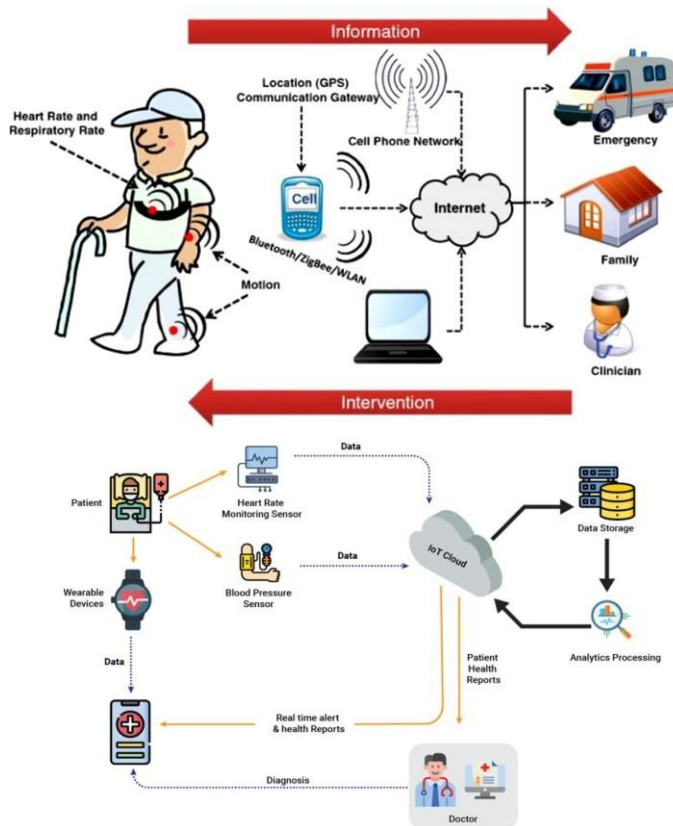 Information
Location (GPS)
Communication Gateway
Heart Rate and
Respiratory Rate
Cell Phone Network
Emergency
Cell
Internet
Bluetooth/ZigBee/WLAN
Motion
Family
Clinician
Intervention
Data
Patient
Heart Rate
Monitoring Sensor
Data Storage
IoT Cloud
Data
Wearable
Devices
Blood Pressure
Sensor
Analytics Processing
Data
Patient
Health
Reports
Real time alert
& health Reports
Diagnosis
Doctor